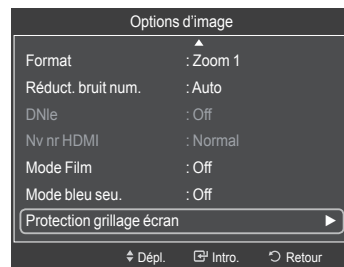 Options d'image
Format : Zoom 1
Réduct. bruit num. : Auto
DNIe : Off
Nv nr HDMI : Normal
Mode Film : Off
Mode bleu seu. : Off
Protection grillage écran
Dépl. Intro. Retour